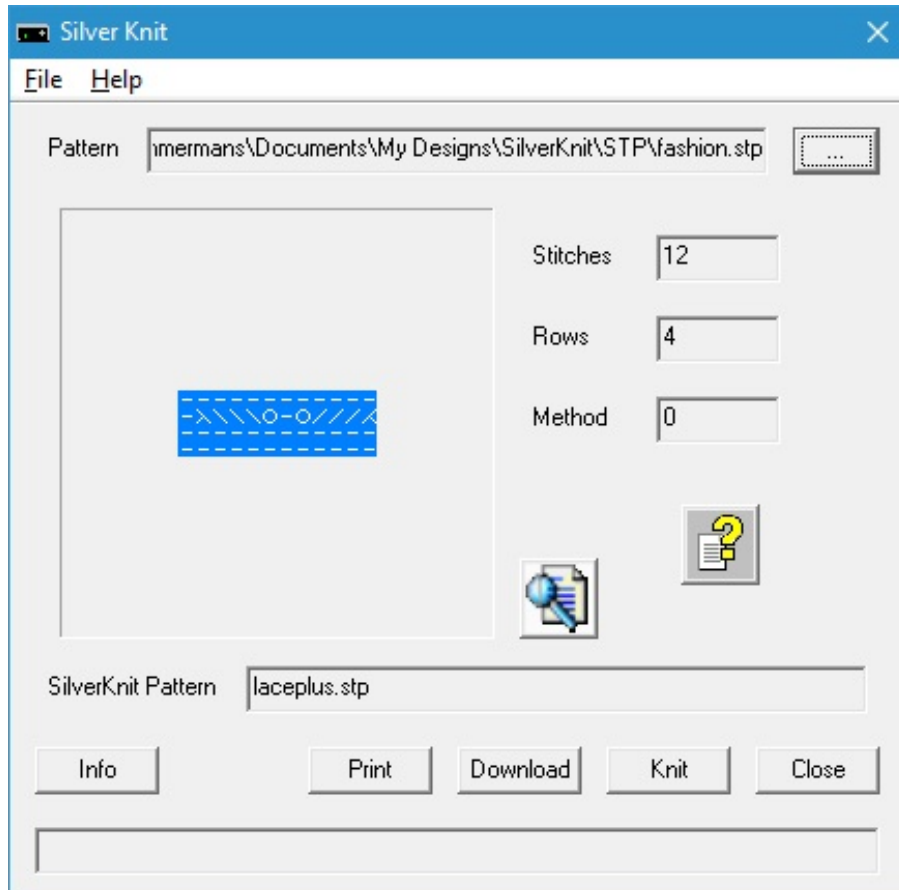 Silver Knit
File Help
Pattern mermans\Documents\My Designs\SilverKnit\STP\fashion.stp ...
Stitches 12
Rows 4
Method 0
SilverKnit Pattern laceplus.stp
Info Print Download Knit Close